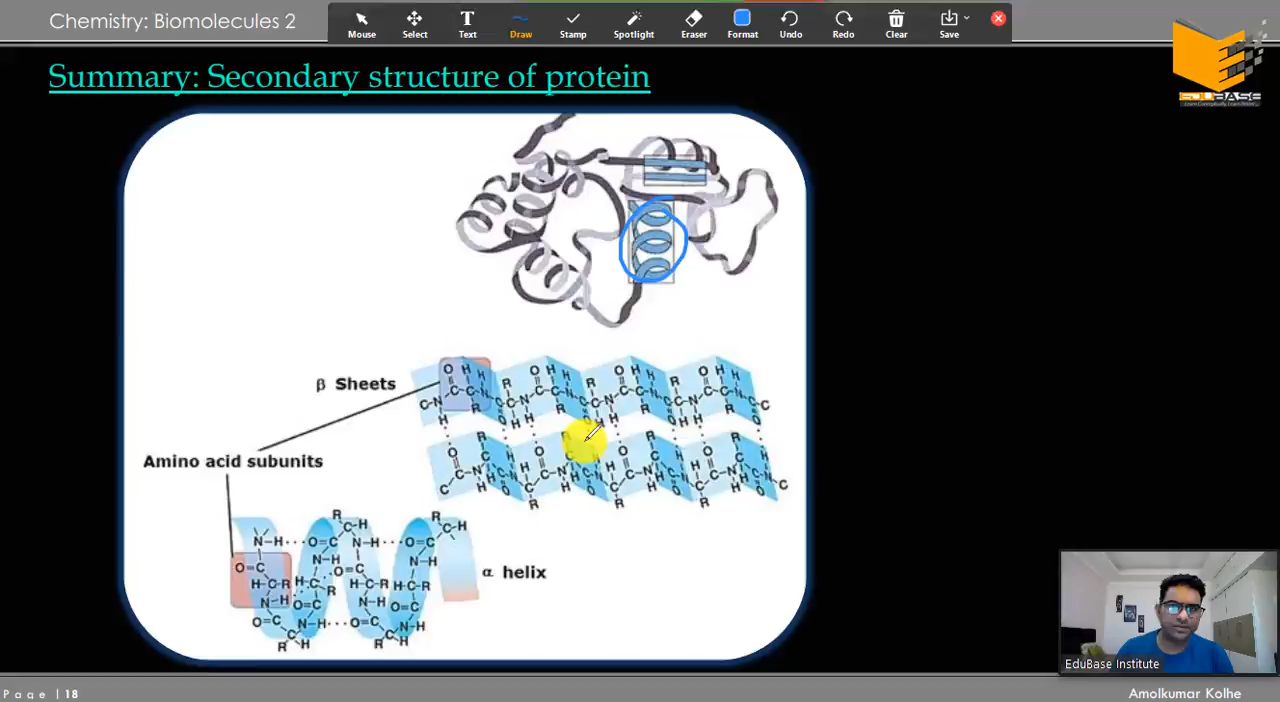 Chemistry: Biomolecules 2
Mouse
Select
Text
Draw
Stamp
Spotlight
Eraser
Format
Undo
Redo
Clear
Save
EDUBASE
Summary: Secondary structure of protein
β Sheets
Amino acid subunits
α helix
EduBase Institute
Page | 18
Amolkumar Kolhe